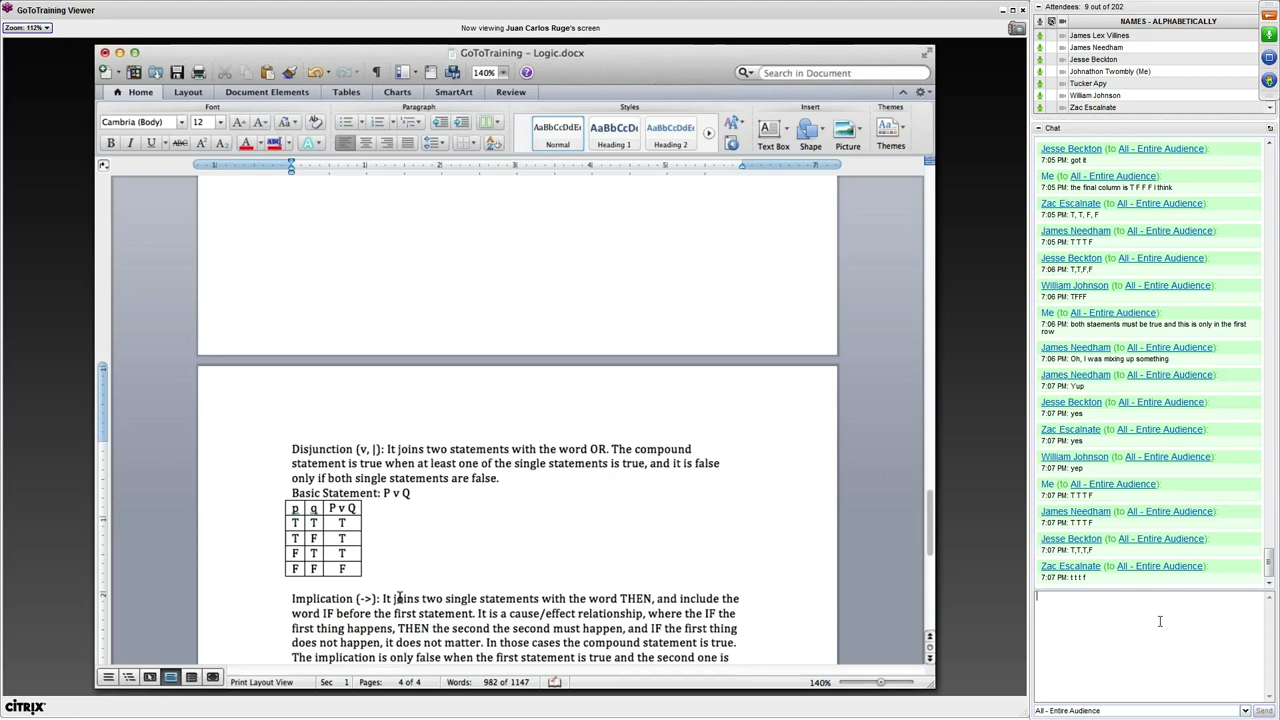 GoToTraining Viewer
Zoom: 112%
Now viewing Juan Carlos Ruge's screen
GoToTraining – Logic.docx
140%
Search in Document
Home Layout Document Elements Tables Charts SmartArt Review
Font Paragraph Styles Insert Themes
Cambria (Body) 12
AaBbCcDdEe AaBbCcDc AaBbCcDdEe
Normal Heading 1 Heading 2
Text Box Shape Picture Themes
B I U ABC
Disjunction (v, |): It joins two statements with the word OR. The compound
statement is true when at least one of the single statements is true, and it is false
only if both single statements are false.
Basic Statement: P v Q
p q P v Q
T T T
T F T
F T T
F F F
Implication (->): It joins two single statements with the word THEN, and include the
word IF before the first statement. It is a cause/effect relationship, where the IF the
first thing happens, THEN the second the second must happen, and IF the first thing
does not happen, it does not matter. In those cases the compound statement is true.
The implication is only false when the first statement is true and the second one is
Print Layout View Sec 1 Pages: 4 of 4 Words: 982 of 1147 140%
CITRIX
Attendees: 9 out of 202
NAMES - ALPHABETICALLY
James Lex Villines
James Needham
Jesse Beckton
Johnathon Twombly (Me)
Tucker Apy
William Johnson
Zac Escalnate
Chat
Jesse Beckton (to All - Entire Audience):
7:05 PM: got it
Me (to All - Entire Audience):
7:05 PM: the final column is T F F F I think
Zac Escalnate (to All - Entire Audience):
7:05 PM: T, T, F, F
James Needham (to All - Entire Audience):
7:05 PM: T T T F
Jesse Beckton (to All - Entire Audience):
7:06 PM: T,T,F,F
William Johnson (to All - Entire Audience):
7:06 PM: TFFF
Me (to All - Entire Audience):
7:06 PM: both staements must be true and this is only in the first
row
James Needham (to All - Entire Audience):
7:06 PM: Oh, I was mixing up something
James Needham (to All - Entire Audience):
7:07 PM: Yup
Jesse Beckton (to All - Entire Audience):
7:07 PM: yes
Zac Escalnate (to All - Entire Audience):
7:07 PM: yes
William Johnson (to All - Entire Audience):
7:07 PM: yep
Me (to All - Entire Audience):
7:07 PM: T T T F
James Needham (to All - Entire Audience):
7:07 PM: T T T F
Jesse Beckton (to All - Entire Audience):
7:07 PM: T,T,T,F
Zac Escalnate (to All - Entire Audience):
7:07 PM: t t t f
All - Entire Audience
Send